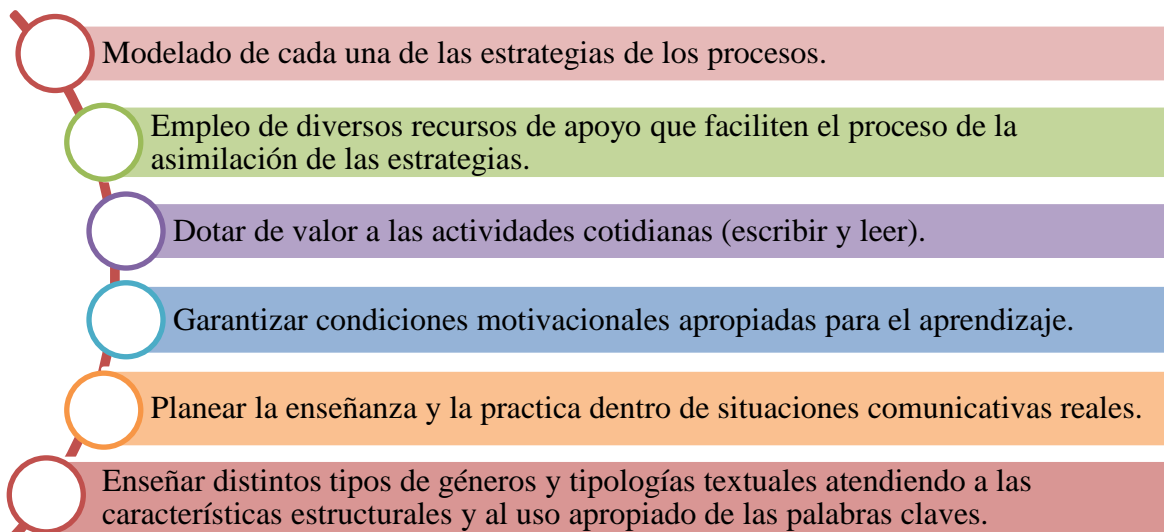 Modelado de cada una de las estrategias de los procesos.
Empleo de diversos recursos de apoyo que faciliten el proceso de la
asimilación de las estrategias.
Dotar de valor a las actividades cotidianas (escribir y leer).
Garantizar condiciones motivacionales apropiadas para el aprendizaje.
Planear la enseñanza y la practica dentro de situaciones comunicativas reales.
Enseñar distintos tipos de géneros y tipologías textuales atendiendo a las
características estructurales y al uso apropiado de las palabras claves.